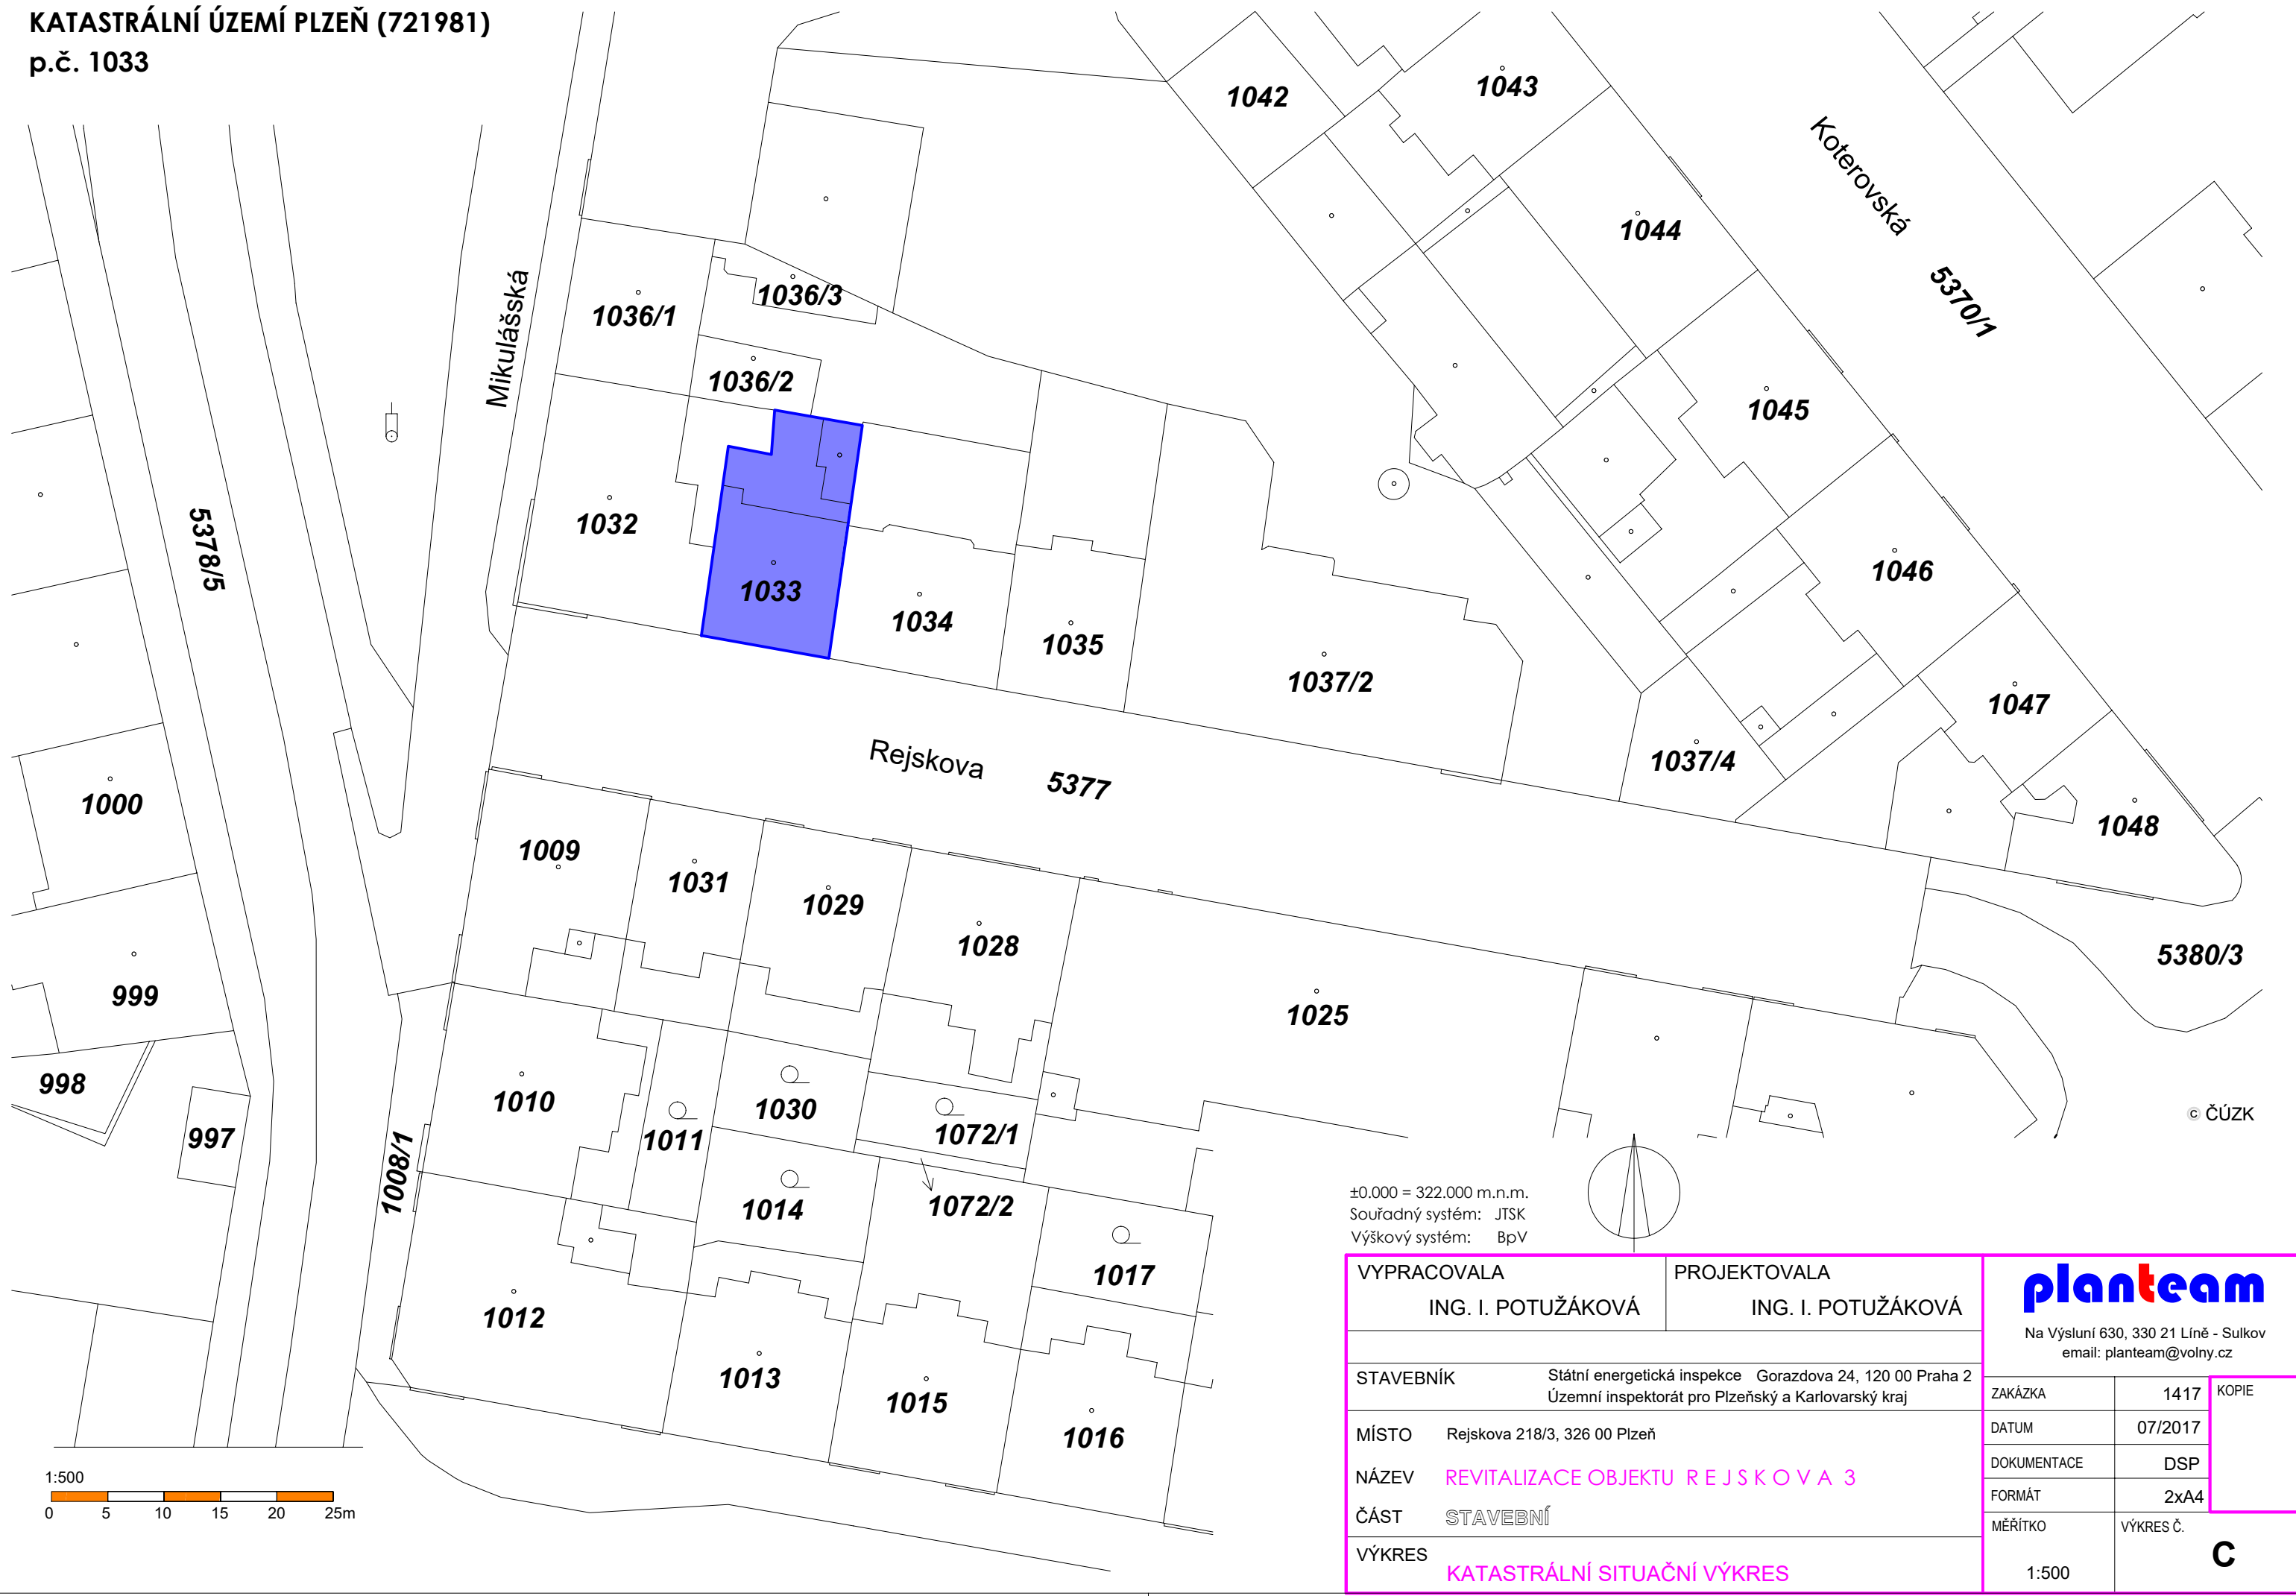 KATASTRÁLNÍ ÚZEMÍ PLZEŇ (721981)
p.č. 1033
1042
1043
Koterovská
1044
5370/1
Mikulášská
1036/1
1036/3
1036/2
1045
1032
5378/5
1033
1034
1035
1037/2
1046
1047
1037/4
Rejskova
5377
1000
1009
1031
1029
1028
1048
5380/3
999
1025
998
997
1010
1011
1030
1072/1
© ČÚZK
1008/1
1014
1072/2
1017
1012
1013
1015
1016
±0.000 = 322.000 m.n.m.
Souřadný systém: JTSK
Výškový systém: BpV
VYPRACOVALA
ING. I. POTUŽÁKOVÁ
PROJEKTOVALA
ING. I. POTUŽÁKOVÁ
planteam
Na Výsluní 630, 330 21 Líně - Sulkov
email: planteam@volny.cz
STAVEBNÍK
Státní energetická inspekce Gorazdova 24, 120 00 Praha 2
Územní inspektorát pro Plzeňský a Karlovarský kraj
MÍSTO Rejskova 218/3, 326 00 Plzeň
NÁZEV REVITALIZACE OBJEKTU R E J S K O V A 3
ČÁST STAVEBNÍ
VÝKRES KATASTRÁLNÍ SITUAČNÍ VÝKRES
ZAKÁZKA 1417
KOPIE
DATUM 07/2017
DOKUMENTACE DSP
FORMÁT 2xA4
MĚŘÍTKO 1:500
VÝKRES Č. C
1:500
0 5 10 15 20 25m